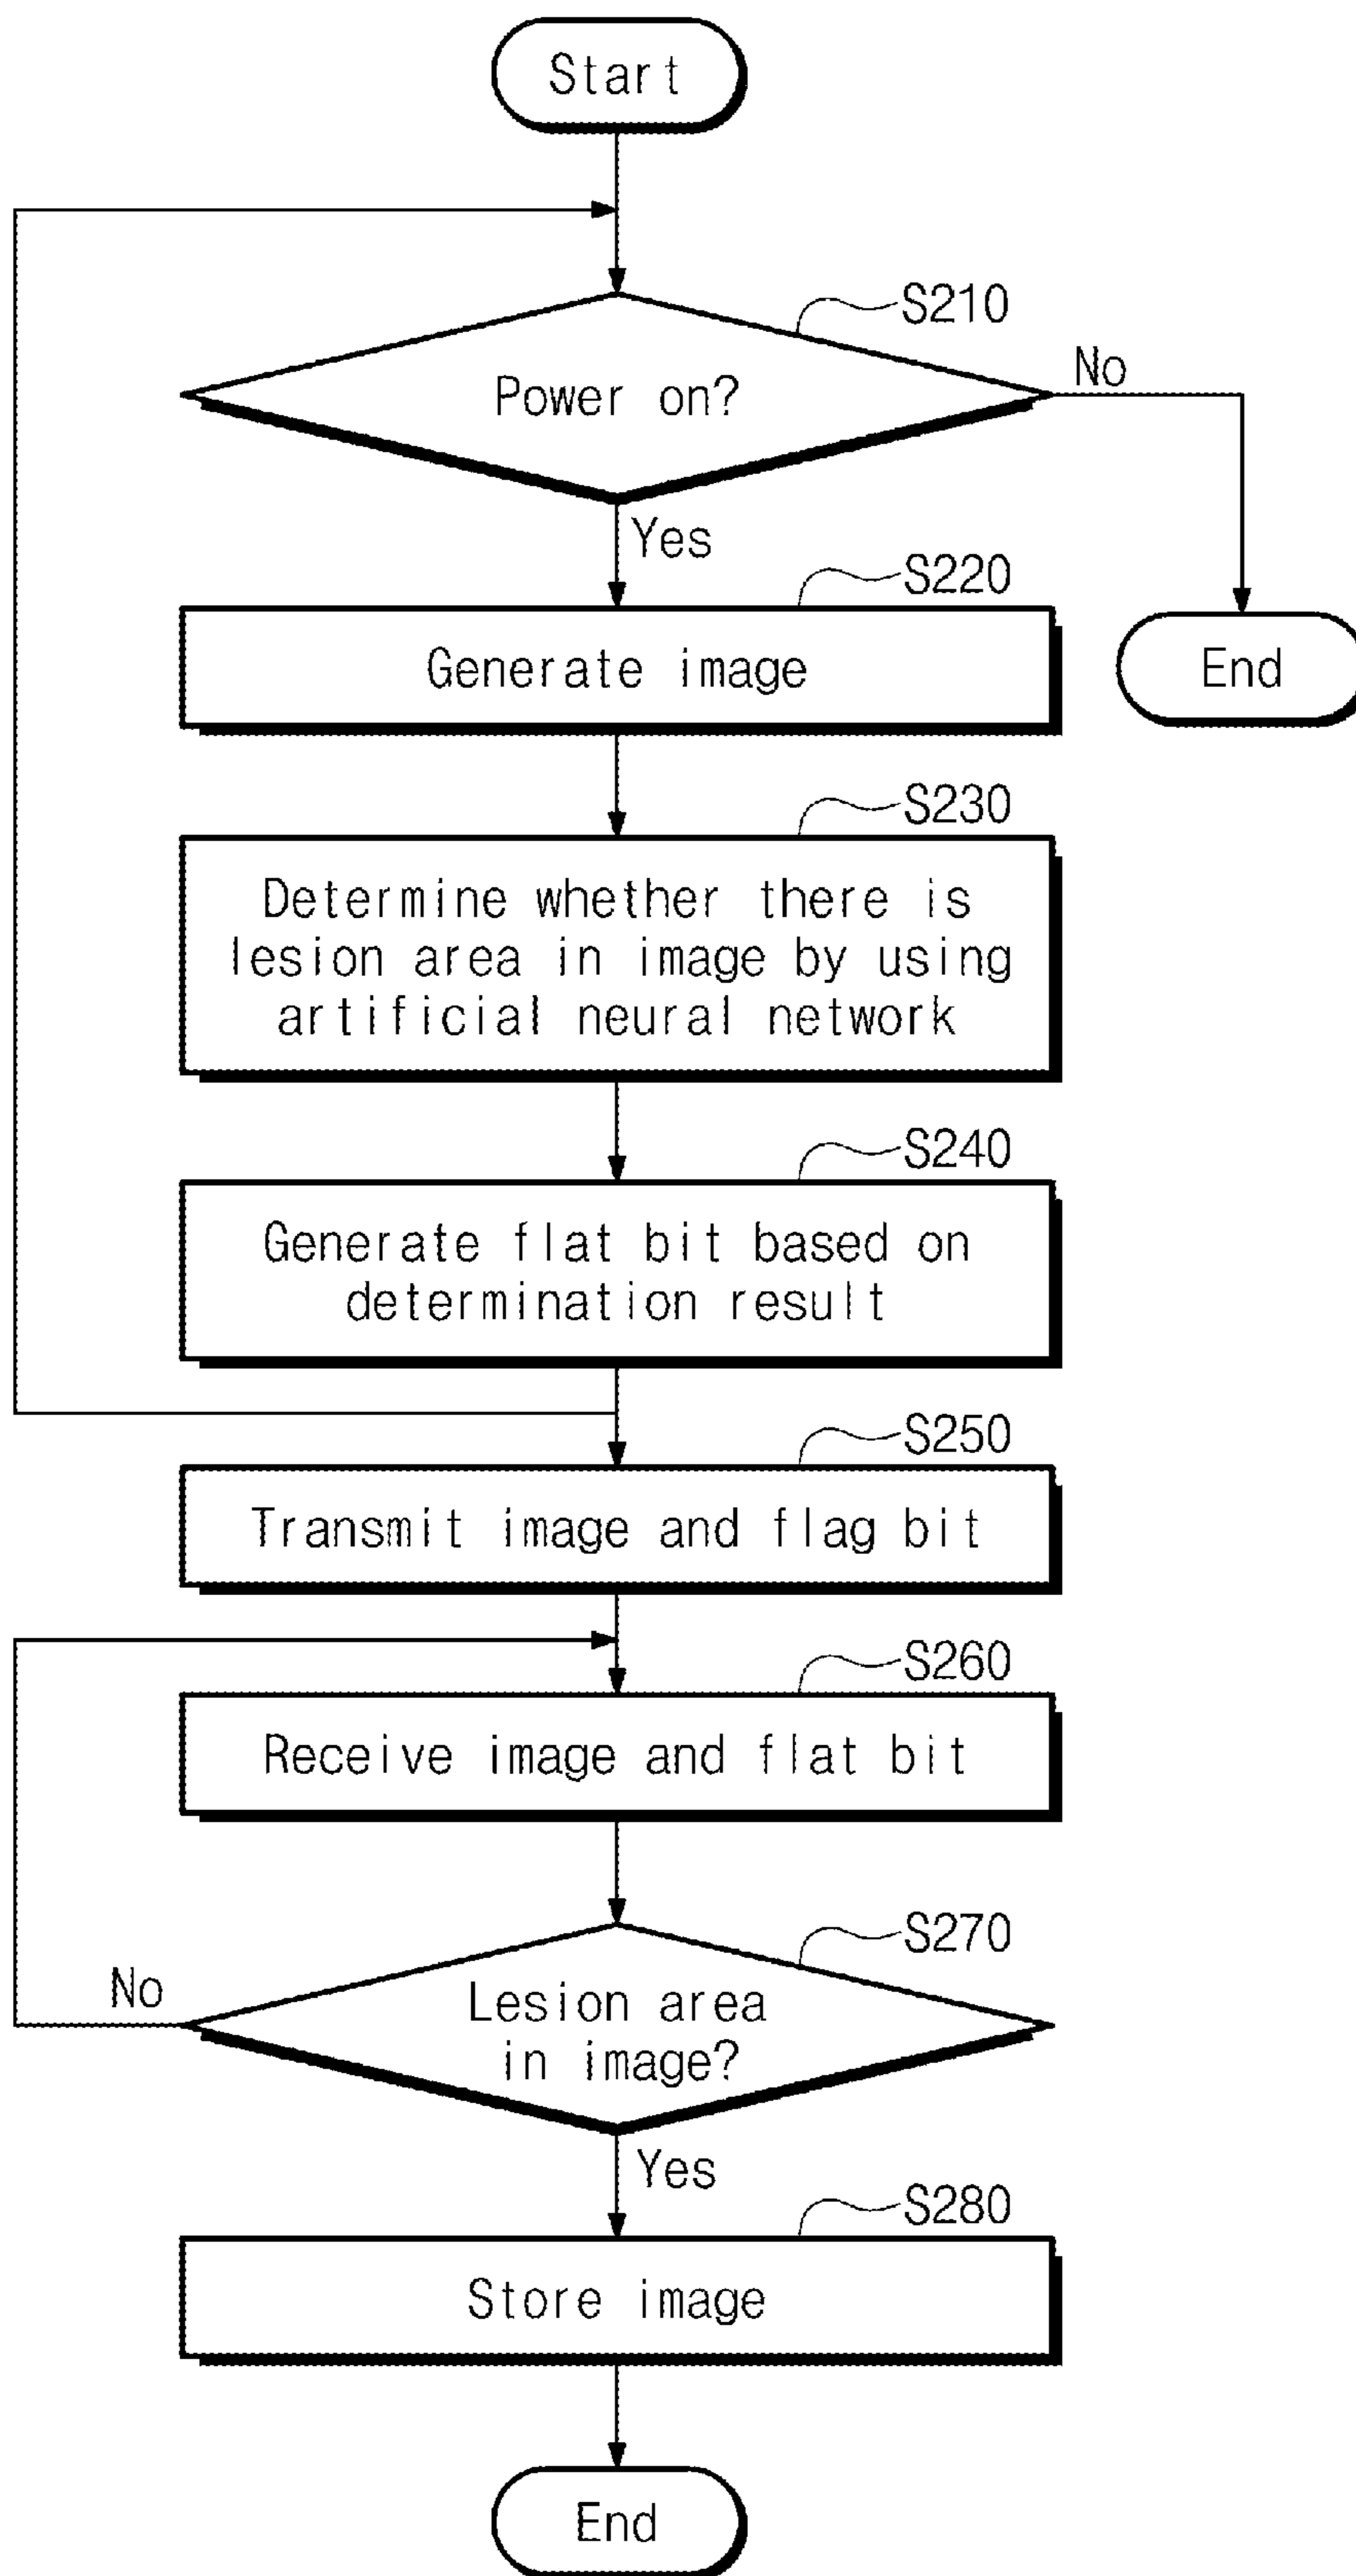 Start
S210
Power on?
No
Yes
S220
Generate image
End
S230
Determine whether there is
lesion area in image by using
artificial neural network
S240
Generate flat bit based on
determination result
S250
Transmit image and flag bit
S260
Receive image and flat bit
S270
No
Lesion area
in image?
Yes
S280
Store image
End